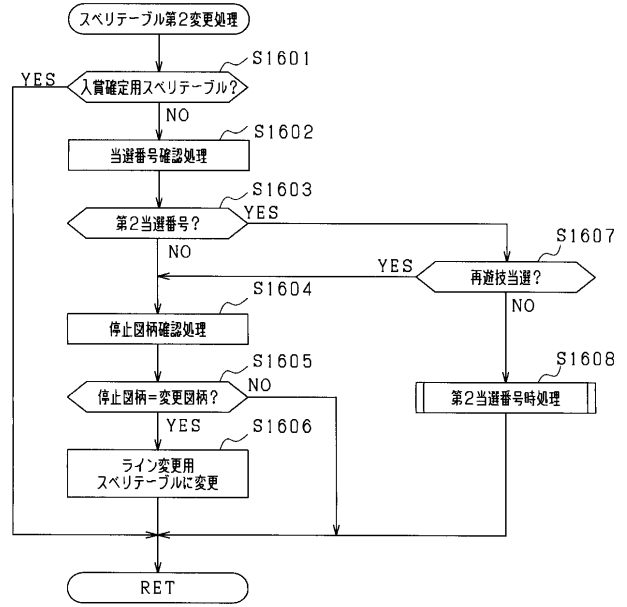 スベリテーブル第2変更処理
S1601
YES
入賞確定用スベリテーブル？
NO
S1602
当選番号確認処理
S1603
第2当選番号？
YES
NO
S1607
YES
再遊技当選？
NO
S1604
停止図柄確認処理
S1605
停止図柄＝変更図柄？
NO
YES
S1608
第2当選番号時処理
S1606
ライン変更用
スベリテーブルに変更
RET